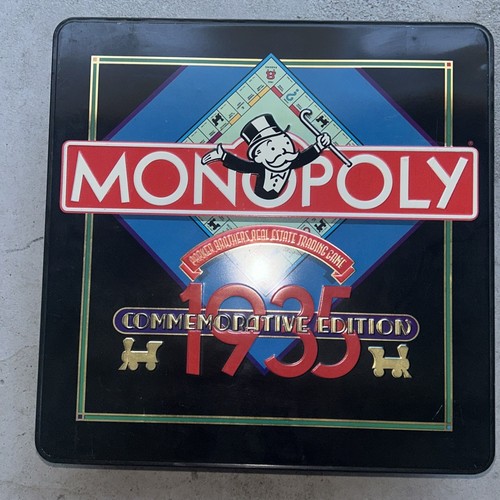 MONOPOLY
PARKER BROTHERS REAL ESTATE TRADING GAME
1935
COMMEMORATIVE EDITION